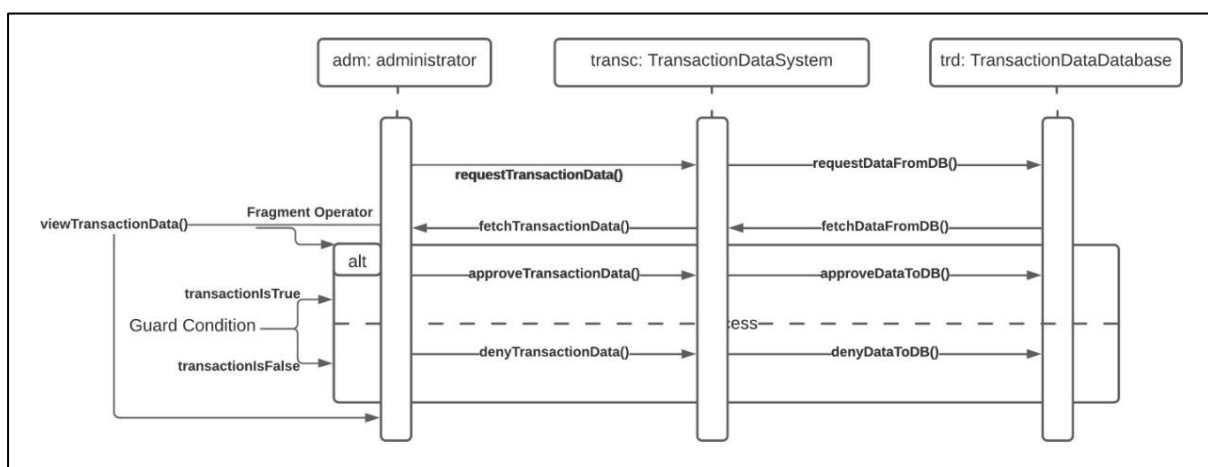 adm: administrator
transc: TransactionDataSystem
trd: TransactionDataDatabase
requestTransactionData()
requestDataFromDB()
viewTransactionData()
Fragment Operator
fetchTransactionData()
fetchDataFromDB()
alt
approveTransactionData()
approveDataToDB()
transactionIsTrue
Guard Condition
cess
transactionIsFalse
denyTransactionData()
denyDataToDB()